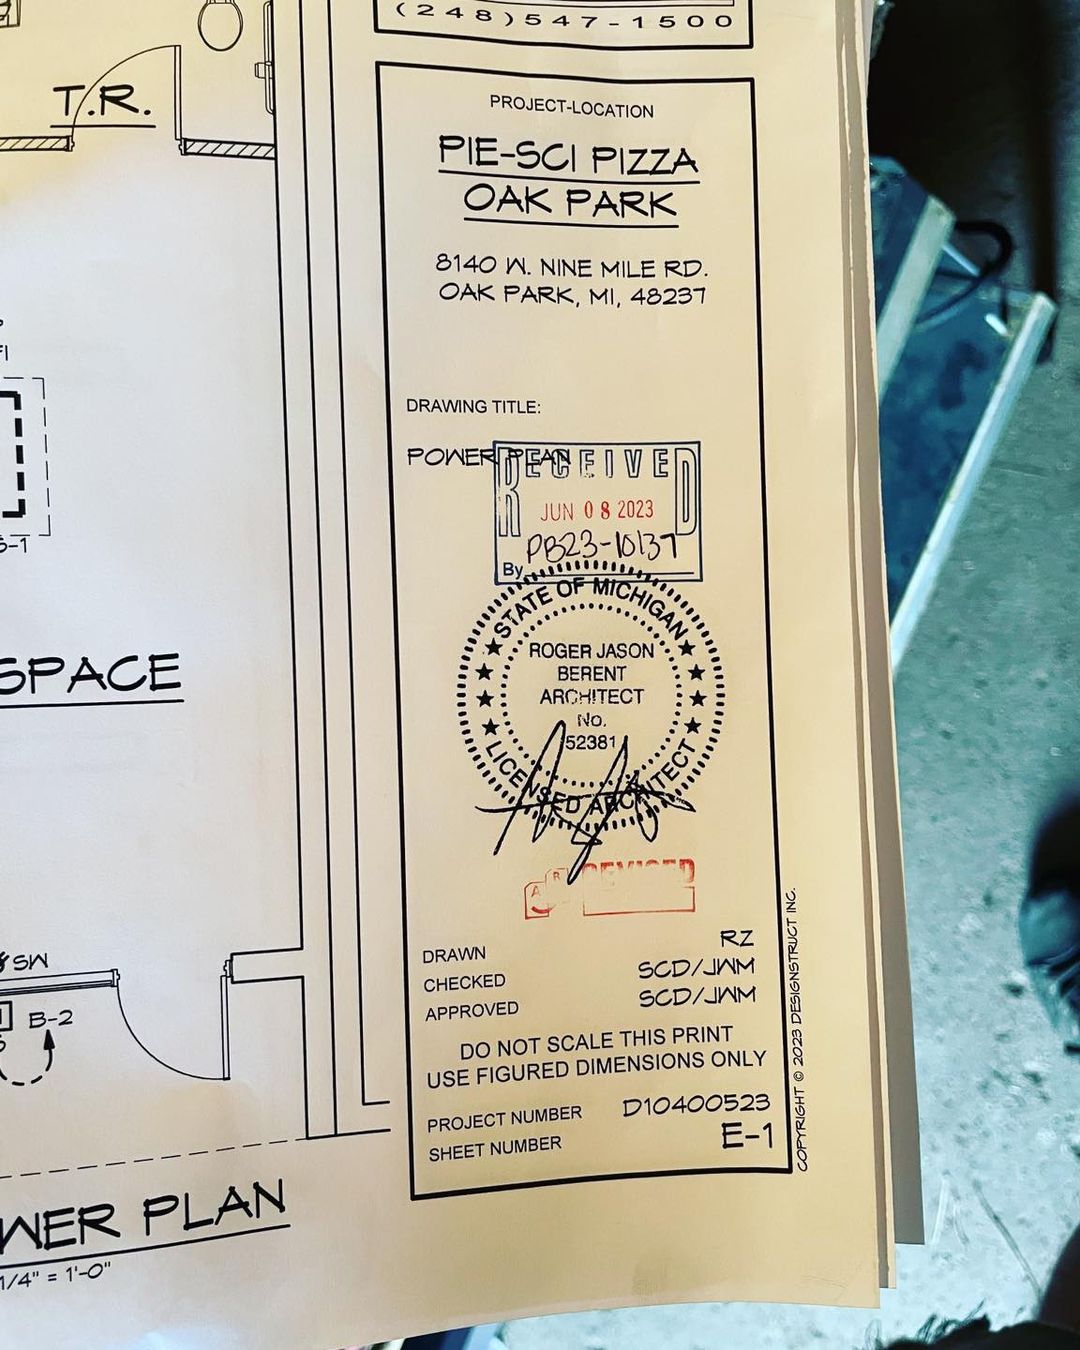 (248)547-1500
T.R.
PROJECT-LOCATION
PIE-SCI PIZZA
OAK PARK
8140 W. NINE MILE RD.
OAK PARK, MI, 48237
DRAWING TITLE:
POWER PLAN
RECEIVED
JUN 08 2023
PB23-10137
By
STATE OF MICHIGAN
ROGER JASON
BERENT
ARCHITECT
No.
52381
LICENSED ARCHITECT
REVISED
SPACE
SW
B-2
DRAWN RZ
CHECKED SCD/JWM
APPROVED SCD/JWM
DO NOT SCALE THIS PRINT
USE FIGURED DIMENSIONS ONLY
PROJECT NUMBER D10400523
SHEET NUMBER E-1
COPYRIGHT © 2023 DESIGNSTRUCT INC.
WER PLAN
1/4" = 1'-0"